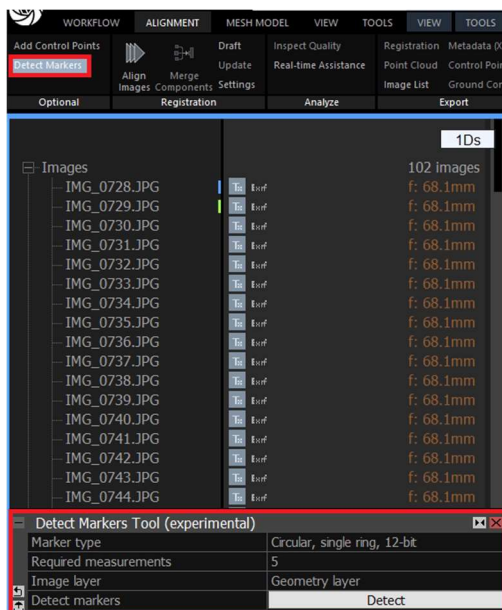 WORKFLOW ALIGNMENT MESH MODEL VIEW TOOLS VIEW TOOLS
Add Control Points
Detect Markers
Optional
Align Images
Merge Components
Draft
Update
Settings
Registration
Inspect Quality
Real-time Assistance
Analyze
Registration Metadata (X
Point Cloud Control Poin
Image List Ground Con
Export
1Ds
Images 102 images
IMG_0728.JPG f: 68.1mm
IMG_0729.JPG f: 68.1mm
IMG_0730.JPG f: 68.1mm
IMG_0731.JPG f: 68.1mm
IMG_0732.JPG f: 68.1mm
IMG_0733.JPG f: 68.1mm
IMG_0734.JPG f: 68.1mm
IMG_0735.JPG f: 68.1mm
IMG_0736.JPG f: 68.1mm
IMG_0737.JPG f: 68.1mm
IMG_0738.JPG f: 68.1mm
IMG_0739.JPG f: 68.1mm
IMG_0740.JPG f: 68.1mm
IMG_0741.JPG f: 68.1mm
IMG_0742.JPG f: 68.1mm
IMG_0743.JPG f: 68.1mm
IMG_0744.JPG f: 68.1mm
Detect Markers Tool (experimental)
Marker type Circular, single ring, 12-bit
Required measurements 5
Image layer Geometry layer
Detect markers Detect